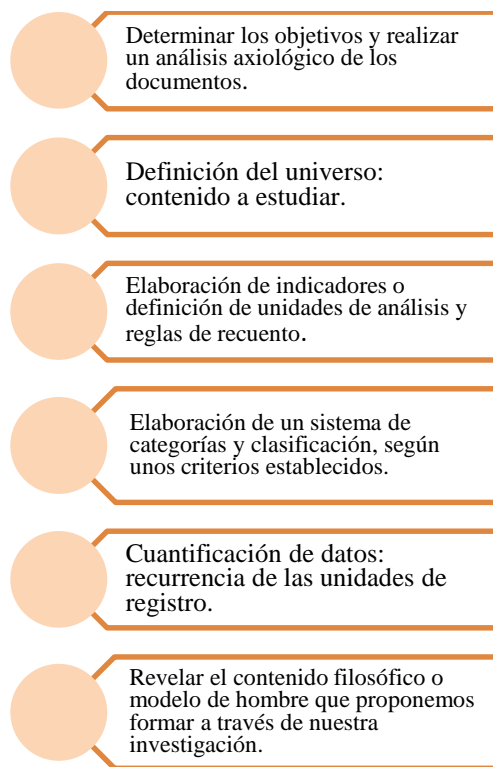 Determinar los objetivos y realizar
un análisis axiológico de los
documentos.
Definición del universo:
contenido a estudiar.
Elaboración de indicadores o
definición de unidades de análisis y
reglas de recuento.
Elaboración de un sistema de
categorías y clasificación, según
unos criterios establecidos.
Cuantificación de datos:
recurrencia de las unidades de
registro.
Revelar el contenido filosófico o
modelo de hombre que proponemos
formar a través de nuestra
investigación.